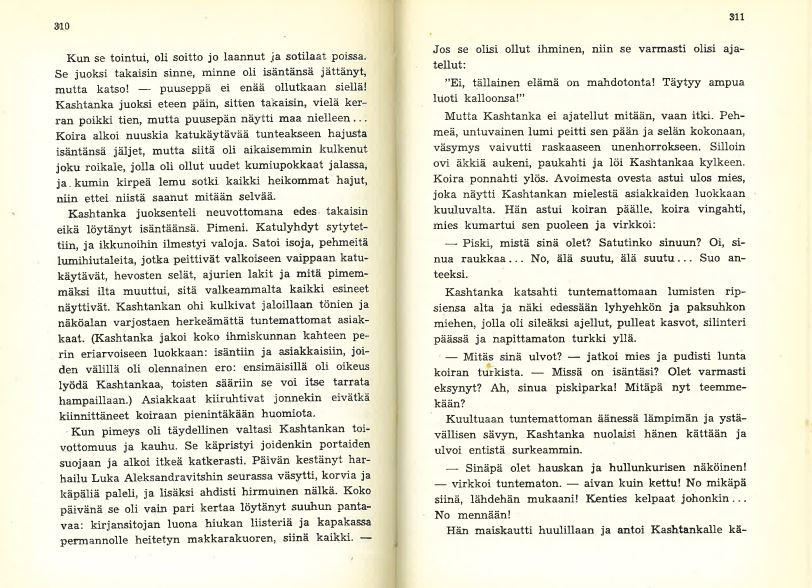 310
Kun se tointui, oli soitto jo laannut ja sotilaat poissa.
Se juoksi takaisin sinne, minne oli isäntänsä jättänyt,
mutta katso! — puuseppä ei enää ollutkaan siellä!
Kashtanka juoksi eteen päin, sitten takaisin, vielä ker-
ran poikki tien, mutta puusepän näytti maa nielleen...
Koira alkoi nuuskia katukäytävää tunteakseen hajusta
isäntänsä jäljet, mutta siitä oli aikaisemmin kulkenut
joku roikale, jolla oli ollut uudet kumiupokkaat jalassa,
ja kumin kirpeä lemu sotki kaikki heikommat hajut,
niin ettei niistä saanut mitään selvää.
Kashtanka juoksenteli neuvottomana edes takaisin
eikä löytänyt isäntäänsä. Pimeni. Katulyhdyt sytytet-
tiin, ja ikkunoihin ilmestyi valoja. Satoi isoja, pehmeitä
lumihiutaleita, jotka peittivät valkoiseen vaippaan katu-
käytävät, hevosten selät, ajurien lakit ja mitä pimem-
mäksi ilta muuttui, sitä valkeammalta kaikki esineet
näyttivät. Kashtankan ohi kulkivat jaloillaan tönien ja
näköalan varjostaen herkeämättä tuntemattomat asiak-
kaat. (Kashtanka jakoi koko ihmiskunnan kahteen pe-
rin eriarvoiseen luokkaan: isäntiin ja asiakkaisiin, joi-
den välillä oli olennainen ero: ensimäisillä oli oikeus
lyödä Kashtankaa, toisten sääriin se voi itse tarrata
hampaillaan.) Asiakkaat kiiruhtivat jonnekin eivätkä
kiinnittäneet koiraan pienintäkään huomiota.
Kun pimeys oli täydellinen valtasi Kashtankan toi-
vottomuus ja kauhu. Se käpristyi joidenkin portaiden
suojaan ja alkoi itkeä katkerasti. Päivän kestänyt har-
hailu Luka Aleksandravitshin seurassa väsytti, korvia ja
käpäliä paleli, ja lisäksi ahdisti hirmuinen nälkä. Koko
päivänä se oli vain pari kertaa löytänyt suuhun panta-
vaa: kirjansitojan luona hiukan liisteriä ja kapakassa
permannolle heitetyn makkarakuoren, siinä kaikki. —
311
Jos se olisi ollut ihminen, niin se varmasti olisi aja-
tellut:
"Ei, tällainen elämä on mahdotonta! Täytyy ampua
luoti kalloonsa!"
Mutta Kashtanka ei ajatellut mitään, vaan itki. Peh-
meä, untuvainen lumi peitti sen pään ja selän kokonaan,
väsymys vaivutti raskaaseen unenhorrokseen. Silloin
ovi äkkiä aukeni, paukahti ja löi Kashtankaa kylkeen.
Koira ponnahti ylös. Avoimesta ovesta astui ulos mies,
joka näytti Kashtankan mielestä asiakkaiden luokkaan
kuuluvalta. Hän astui koiran päälle, koira vingahti,
mies kumartui sen puoleen ja virkkoi:
— Piski, mistä sinä olet? Satutinko sinuun? Oi, si-
nua raukkaa... No, älä suutu, älä suutu... Suo an-
teeksi.
Kashtanka katsahti tuntemattomaan lumisten rip-
siensa alta ja näki edessään lyhyehkön ja paksuhkon
miehen, jolla oli sileäksi ajellut, pulleat kasvot, silinteri
päässä ja napittamaton turkki yllä.
— Mitäs sinä ulvot? — jatkoi mies ja pudisti lunta
koiran turkista. — Missä on isäntäsi? Olet varmasti
eksynyt? Ah, sinua piskiparka! Mitäpä nyt teemme-
kään?
Kuultuaan tuntemattoman äänessä lämpimän ja ystä-
vällisen sävyn, Kashtanka nuolaisi hänen kättään ja
ulvoi entistä surkeammin.
— Sinäpä olet hauskan ja hullunkurisen näköinen!
— virkkoi tuntematon. — aivan kuin kettu! No mikäpä
siinä, lähdehän mukaani! Kenties kelpaat johonkin...
No mennään!
Hän maiskautti huulillaan ja antoi Kashtankalle kä-